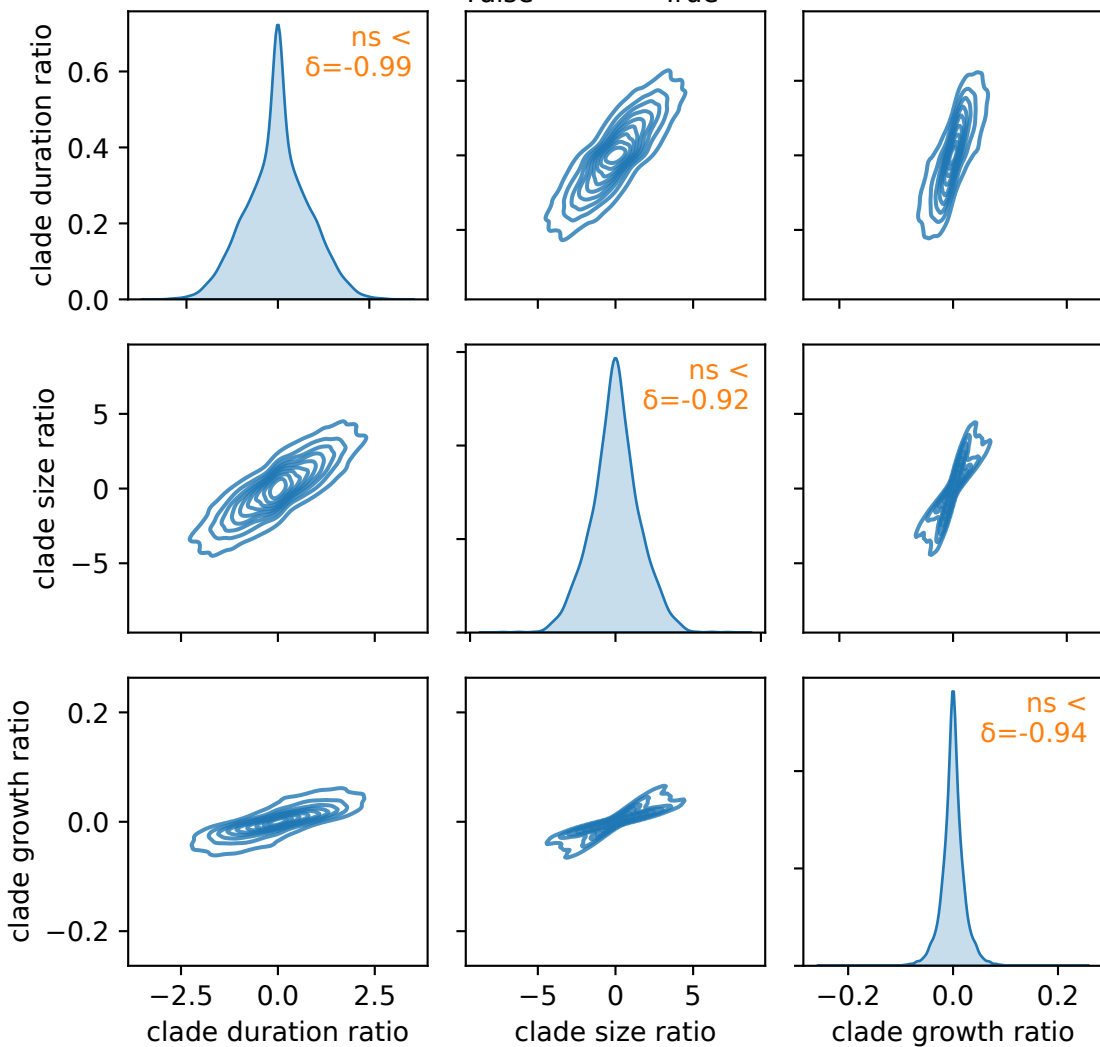 clade duration ratio
0.6
0.4
0.2
0.0
ns <
δ=-0.99
clade size ratio
5
0
−5
ns <
δ=-0.92
clade growth ratio
0.2
0.0
−0.2
ns <
δ=-0.94
−2.5 0.0 2.5
−5 0 5
−0.2 0.0 0.2
clade duration ratio
clade size ratio
clade growth ratio